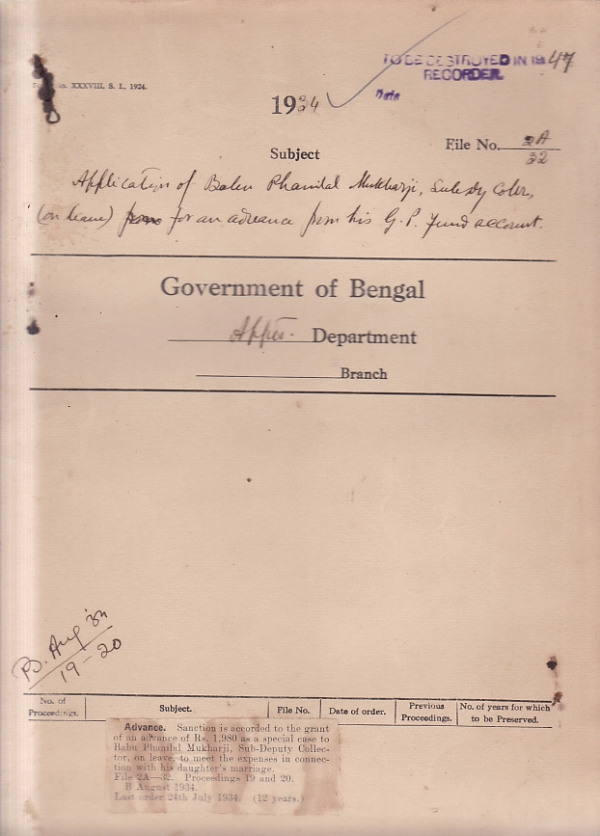 TO BE DESTROYED IN 1947
RECORDER.
Date
XXXVIII, S. I., 1924.
1934
File No. 2A/32
Subject
Application of Babu Phanilal Mukharji, Sub Dy Collr,
(on leave) for an advance from his G. P. Fund account.
Government of Bengal
Apptt. Department
Branch
B. Aug '34
19-20
No. of Proceedings. Subject. File No. Date of order. Previous Proceedings. No. of years for which to be Preserved.
Advance. Sanction is accorded to the grant
of an advance of Rs. 1,980 as a special case to
Babu Phanilal Mukharji, Sub-Deputy Collec-
tor, on leave, to meet the expenses in connec-
tion with his daughter's marriage.
File 2A—32. Proceedings 19 and 20.
B August 1934.
Last order 24th July 1934. (12 years.)